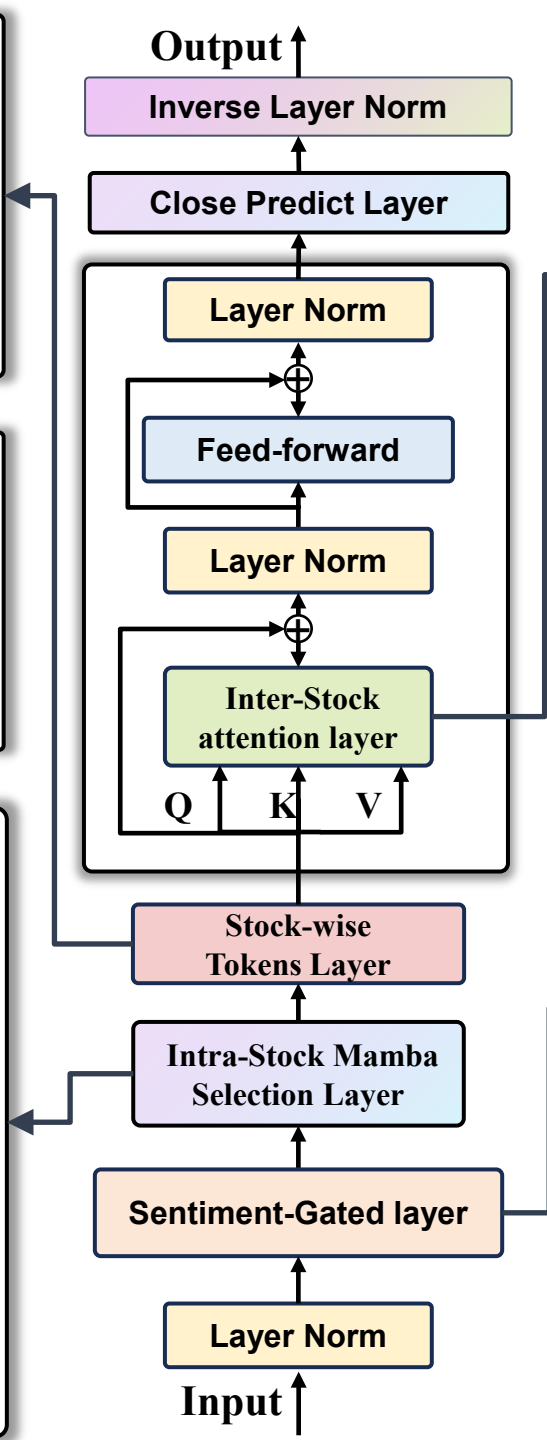 Output
Inverse Layer Norm
Close Predict Layer
Layer Norm
Feed-forward
Layer Norm
Inter-Stock
attention layer
Q K V
Stock-wise
Tokens Layer
Intra-Stock Mamba
Selection Layer
Sentiment-Gated layer
Layer Norm
Input